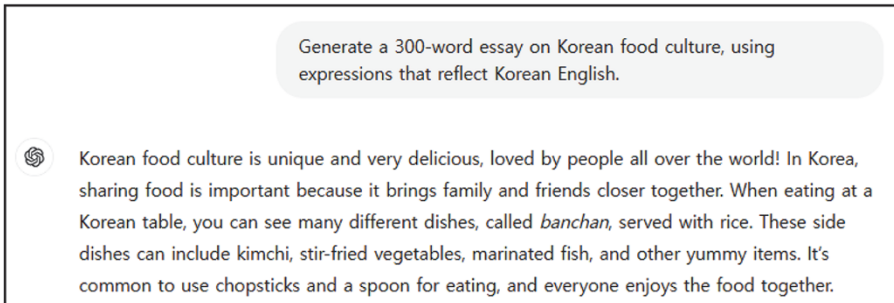 Generate a 300-word essay on Korean food culture, using
expressions that reflect Korean English.
Korean food culture is unique and very delicious, loved by people all over the world! In Korea,
sharing food is important because it brings family and friends closer together. When eating at a
Korean table, you can see many different dishes, called banchan, served with rice. These side
dishes can include kimchi, stir-fried vegetables, marinated fish, and other yummy items. It's
common to use chopsticks and a spoon for eating, and everyone enjoys the food together.